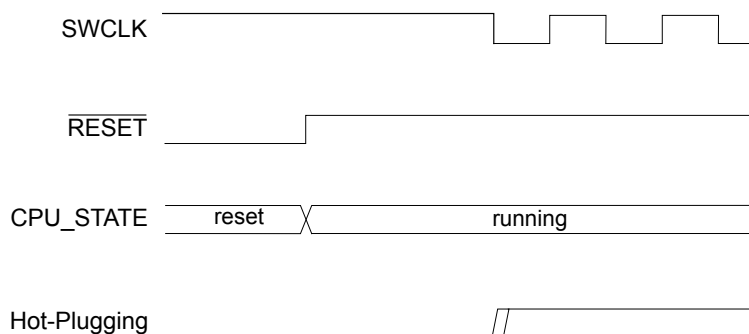 SWCLK
RESET
CPU_STATE reset running
Hot-Plugging